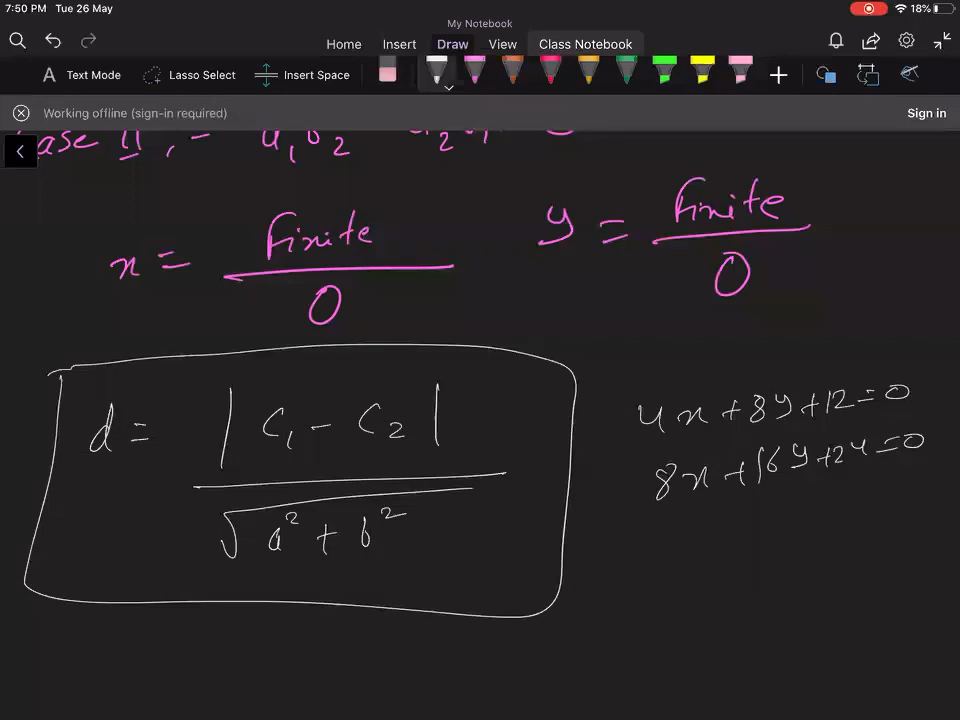 7:50 PM Tue 26 May
18%
My Notebook
Home Insert Draw View Class Notebook
A Text Mode Lasso Select Insert Space
Working offline (sign-in required) Sign in
a₁b₂
x = finite / 0
y = finite / 0
d = |C₁ - C₂| / √(a² + b²)
4x+8y+12=0
8x+16y+24=0